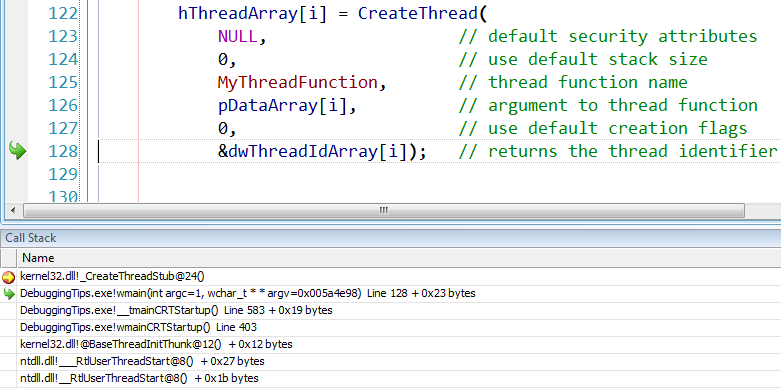 122 hThreadArray[i] = CreateThread(
123 NULL, // default security attributes
124 0, // use default stack size
125 MyThreadFunction, // thread function name
126 pDataArray[i], // argument to thread function
127 0, // use default creation flags
128 &dwThreadIdArray[i]); // returns the thread identifier
129
130
Call Stack
Name
kernel32.dll!_CreateThreadStub@24()
DebuggingTips.exe!wmain(int argc=1, wchar_t * * argv=0x005a4e98) Line 128 + 0x23 bytes
DebuggingTips.exe!__tmainCRTStartup() Line 583 + 0x19 bytes
DebuggingTips.exe!wmainCRTStartup() Line 403
kernel32.dll!@BaseThreadInitThunk@12() + 0x12 bytes
ntdll.dll!___RtlUserThreadStart@8() + 0x27 bytes
ntdll.dll!__RtlUserThreadStart@8() + 0x1b bytes